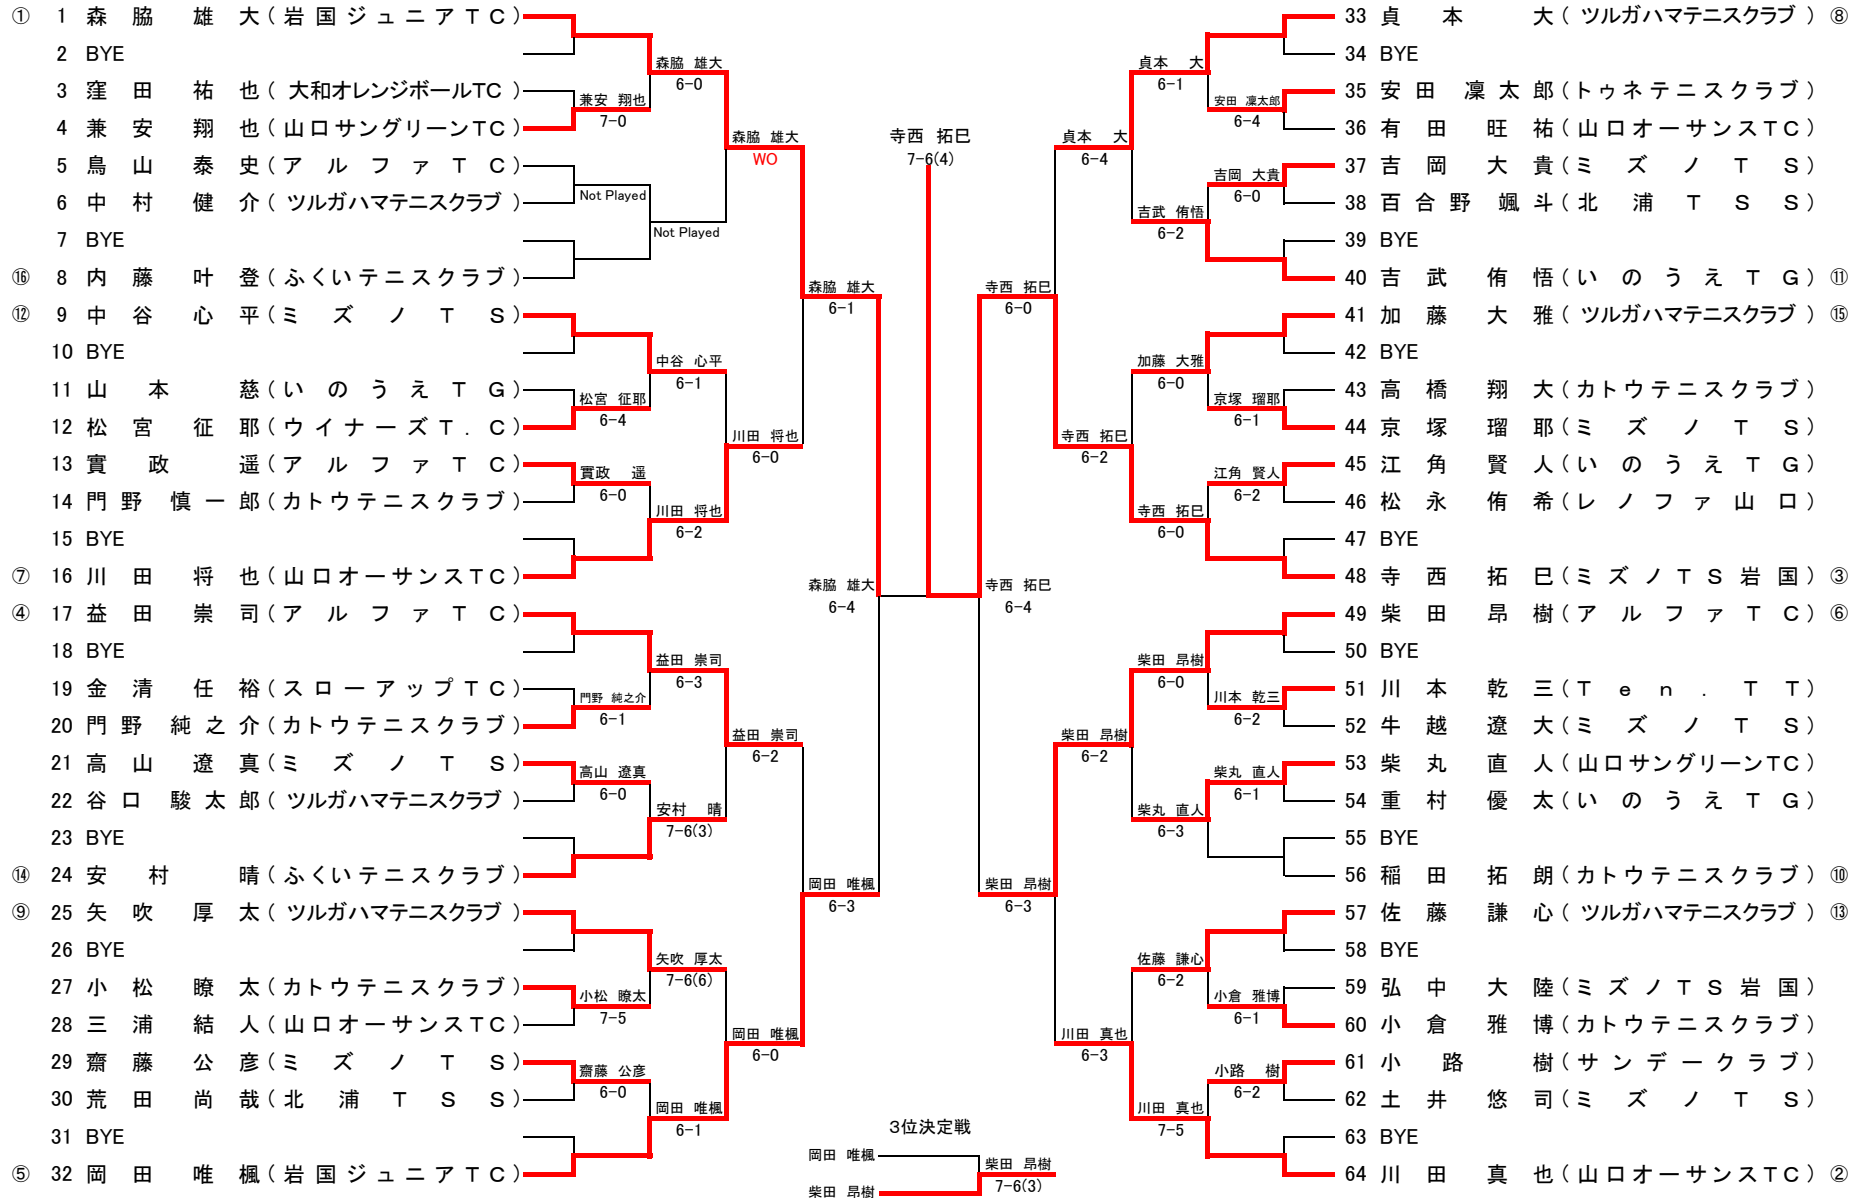 ① 1 森脇 雄大 (岩国ジュニアTC)
2 BYE
3 窪田 祐也 (大和オレンジボールTC)
4 兼安 翔也 (山口サングリーンTC)
5 鳥山 泰史 (アルファTC)
6 中村 健介 (ツルガハマテニスクラブ)
7 BYE
⑯ 8 内藤 叶登 (ふくいテニスクラブ)
⑫ 9 中谷 心平 (ミズノTS)
10 BYE
11 山本 慈 (いのうえTG)
12 松宮 征耶 (ウイナーズT.C)
13 實政 遥 (アルファTC)
14 門野 慎一郎 (カトウテニスクラブ)
15 BYE
⑦ 16 川田 将也 (山口オーサンスTC)
④ 17 益田 崇司 (アルファTC)
18 BYE
19 金清 任裕 (スローアップTC)
20 門野 純之介 (カトウテニスクラブ)
21 高山 遼真 (ミズノTS)
22 谷口 駿太郎 (ツルガハマテニスクラブ)
23 BYE
⑭ 24 安村 晴 (ふくいテニスクラブ)
⑨ 25 矢吹 厚太 (ツルガハマテニスクラブ)
26 BYE
27 小松 瞭太 (カトウテニスクラブ)
28 三浦 結人 (山口オーサンスTC)
29 齋藤 公彦 (ミズノTS)
30 荒田 尚哉 (北浦TSS)
31 BYE
⑤ 32 岡田 唯楓 (岩国ジュニアTC)
兼安 翔也
7-0
Not Played
松宮 征耶
6-4
實政 遥
6-0
門野 純之介
6-1
高山 遼真
6-0
小松 瞭太
7-5
齋藤 公彦
6-0
森脇 雄大
6-0
Not Played
中谷 心平
6-1
川田 将也
6-2
益田 崇司
6-3
安村 晴
7-6(3)
矢吹 厚太
7-6(6)
岡田 唯楓
6-1
森脇 雄大
WO
川田 将也
6-0
益田 崇司
6-2
岡田 唯楓
6-0
森脇 雄大
6-1
岡田 唯楓
6-3
森脇 雄大
6-4
寺西 拓巳
7-6(4)
寺西 拓巳
6-4
寺西 拓巳
6-0
柴田 昂樹
6-3
貞本 大
6-4
寺西 拓巳
6-2
柴田 昂樹
6-2
川田 真也
6-3
貞本 大
6-1
吉武 侑悟
6-2
加藤 大雅
6-0
寺西 拓巳
6-0
柴田 昂樹
6-0
柴丸 直人
6-3
佐藤 謙心
6-2
川田 真也
7-5
安田 凜太郎
6-4
吉岡 大貴
6-0
京塚 瑠耶
6-1
江角 賢人
6-2
川本 乾三
6-2
柴丸 直人
6-1
小倉 雅博
6-1
小路 樹
6-2
33 貞本 大 (ツルガハマテニスクラブ) ⑧
34 BYE
35 安田 凜太郎 (トゥネテニスクラブ)
36 有田 旺祐 (山口オーサンスTC)
37 吉岡 大貴 (ミズノTS)
38 百合野 颯斗 (北浦TSS)
39 BYE
40 吉武 侑悟 (いのうえTG) ⑪
41 加藤 大雅 (ツルガハマテニスクラブ) ⑮
42 BYE
43 高橋 翔大 (カトウテニスクラブ)
44 京塚 瑠耶 (ミズノTS)
45 江角 賢人 (いのうえTG)
46 松永 侑希 (レノファ山口)
47 BYE
48 寺西 拓巳 (ミズノTS岩国) ③
49 柴田 昂樹 (アルファTC) ⑥
50 BYE
51 川本 乾三 (Ten.TT)
52 牛越 遼大 (ミズノTS)
53 柴丸 直人 (山口サングリーンTC)
54 重村 優太 (いのうえTG)
55 BYE
56 稲田 拓朗 (カトウテニスクラブ) ⑩
57 佐藤 謙心 (ツルガハマテニスクラブ) ⑬
58 BYE
59 弘中 大陸 (ミズノTS岩国)
60 小倉 雅博 (カトウテニスクラブ)
61 小路 樹 (サンデークラブ)
62 土井 悠司 (ミズノTS)
63 BYE
64 川田 真也 (山口オーサンスTC) ②
3位決定戦
岡田 唯楓
柴田 昂樹
柴田 昂樹
7-6(3)